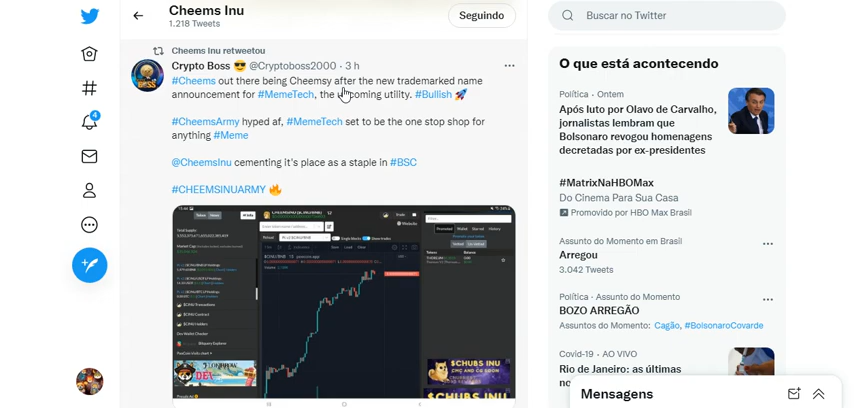 Cheems Inu
1.218 Tweets
Seguindo
Buscar no Twitter
Cheems Inu retweetou
Crypto Boss 😎 @Cryptoboss2000 · 3 h
#Cheems out there being Cheemsy after the new trademarked name
announcement for #MemeTech, the upcoming utility. #Bullish 🚀
#CheemsArmy hyped af, #MemeTech set to be the one stop shop for
anything #Meme
@CheemsInu cementing it's place as a staple in #BSC
#CHEEMSINUARMY 🔥
4
BOSS
$CHUBS INU
$CHUBS INU
O que está acontecendo
Política · Ontem
Após luto por Olavo de Carvalho,
jornalistas lembram que
Bolsonaro revogou homenagens
decretadas por ex-presidentes
#MatrixNaHBOMax
Do Cinema Para Sua Casa
Promovido por HBO Max Brasil
Assunto do Momento em Brasil
Arregou
3.042 Tweets
Política · Assunto do Momento
BOZO ARREGÃO
Assuntos do Momento: Cagão, #BolsonaroCovarde
Covid-19 · AO VIVO
Rio de Janeiro: as últimas
Mensagens